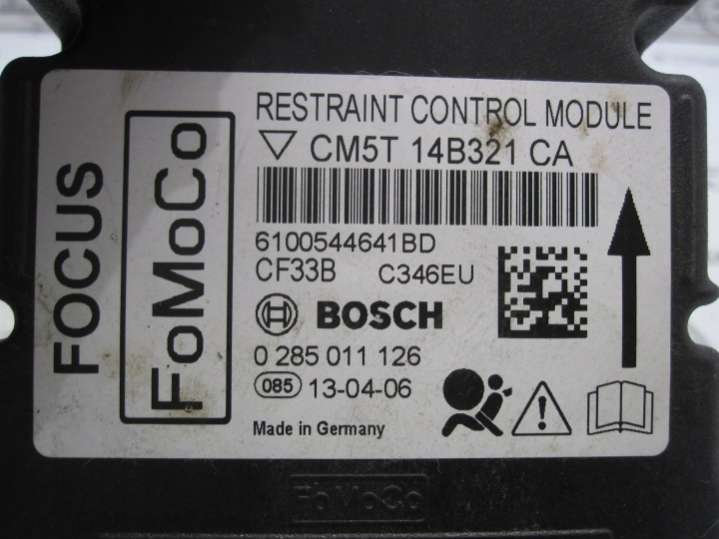 FOCUS
FoMoCo
RESTRAINT CONTROL MODULE
CM5T 14B321 CA
6100544641BD
CF33B C346EU
BOSCH
0 285 011 126
085 13-04-06
Made in Germany
FoMoCo